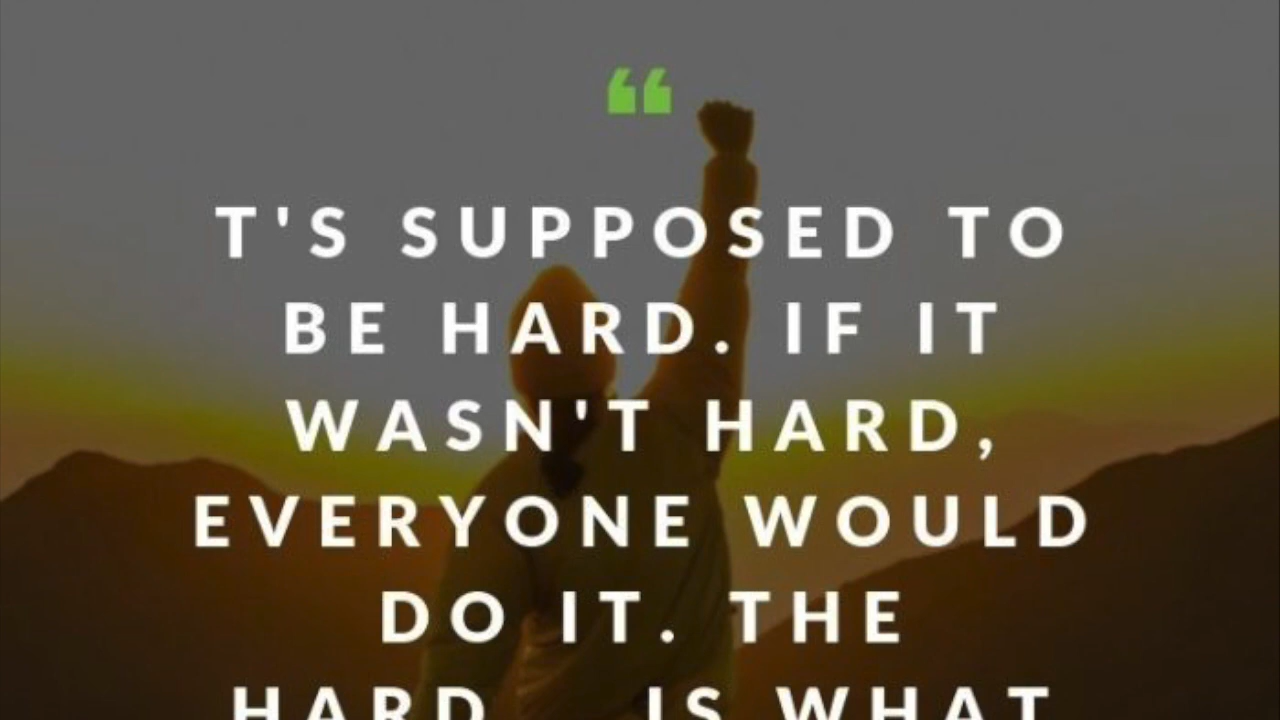 “
T'S SUPPOSED TO
BE HARD. IF IT
WASN'T HARD,
EVERYONE WOULD
DO IT. THE
HARD... IS WHAT